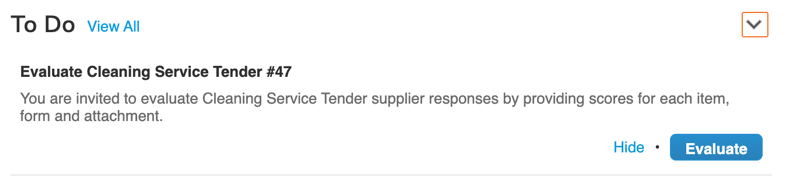 To Do View All
Evaluate Cleaning Service Tender #47
You are invited to evaluate Cleaning Service Tender supplier responses by providing scores for each item,
form and attachment.
Hide • Evaluate